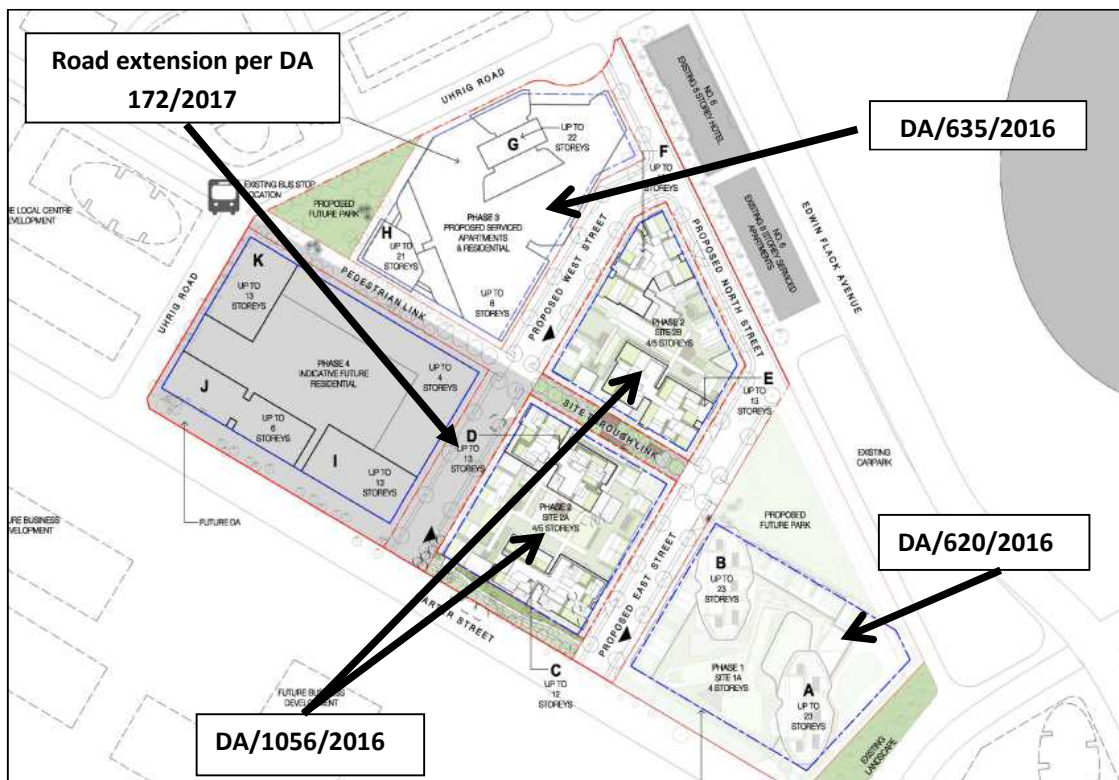 Road extension per DA
172/2017
DA/635/2016
DA/620/2016
DA/1056/2016
UHRIG ROAD
NO. 8
EXISTING 8 STOREY HOTEL
NO. 6
EXISTING 8 STOREY SERVICED
APARTMENTS
EDWIN FLACK AVENUE
G
UP TO
22
STOREYS
F
UP TO
STOREYS
EXISTING BUS STOP
LOCATION
PROPOSED
FUTURE PARK
LOCAL CENTRE
PHASE 3
PROPOSED SERVICED
APARTMENTS
& RESIDENTIAL
H
UP TO
21
STOREYS
UP TO
8
STOREYS
PEDESTRIAN LINK
PROPOSED WEST STREET
PROPOSED NORTH STREET
K
UP TO
13
STOREYS
UHRIG ROAD
PHASE 4
INDICATIVE FUTURE
RESIDENTIAL
UP TO
4
STOREYS
PHASE 2
SITE 2B
4/5 STOREYS
E
UP TO
13
STOREYS
J
UP TO
6
STOREYS
I
UP TO
13
STOREYS
D
UP TO
13
STOREYS
SITE THROUGH LINK
EXISTING
CARPARK
FUTURE DA
PHASE 2
SITE 2A
4/5 STOREYS
PROPOSED
FUTURE PARK
BUSINESS
STREET
PROPOSED EAST STREET
B
UP TO
23
STOREYS
C
UP TO
12
STOREYS
PHASE 1
SITE 1A
4 STOREYS
A
UP TO
23
STOREYS
FUTURE BUSINESS
EXISTING
LANDSCAPE